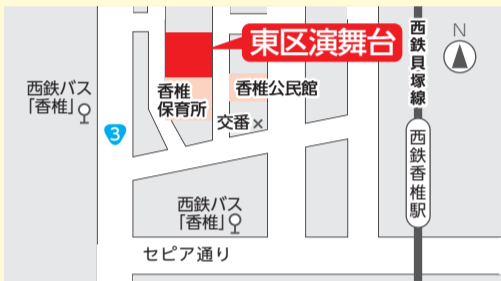 東区演舞台
西鉄貝塚線
N
西鉄バス
「香椎」
香椎
保育所
香椎公民館
3
交番×
西鉄香椎駅
西鉄バス
「香椎」
セピア通り